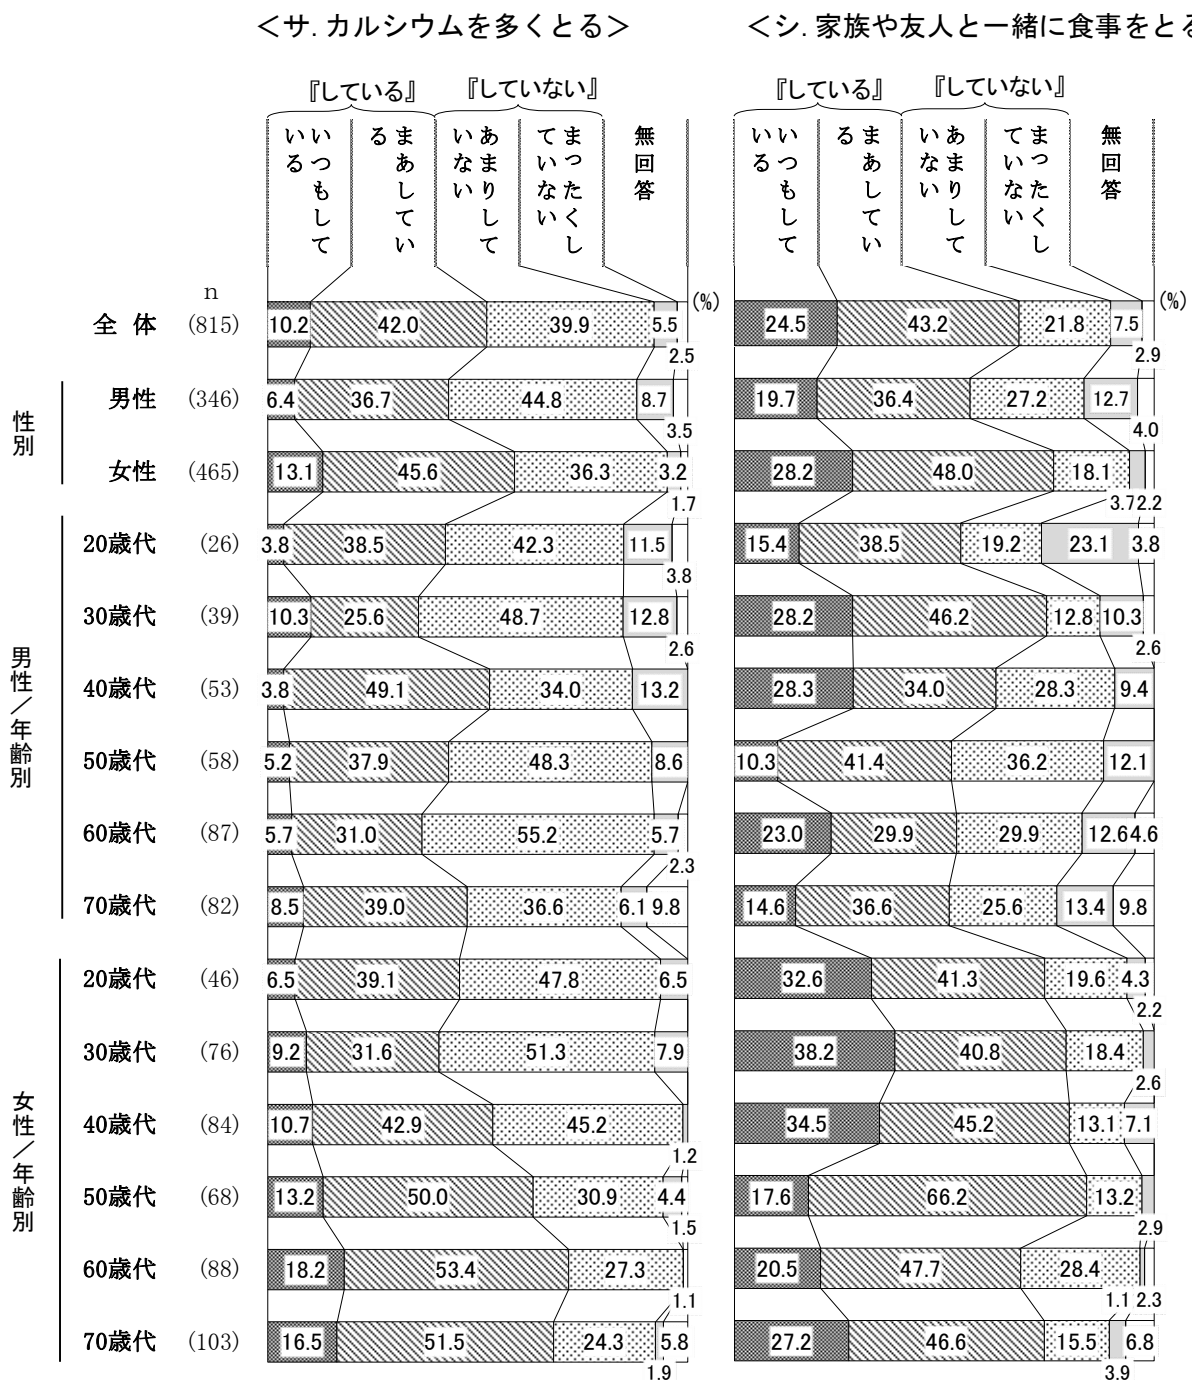 ＜サ. カルシウムを多くとる＞
＜シ. 家族や友人と一緒に食事をとる
『している』 『していない』
いつもしている
まあしている
あまりしていない
まったくしていない
無回答
『している』 『していない』
いつもしている
まあしている
あまりしていない
まったくしていない
無回答
n
(%)
(%)
全 体 (815) 10.2 42.0 39.9 5.5 2.5 24.5 43.2 21.8 7.5 2.9
性別
男性 (346) 6.4 36.7 44.8 8.7 3.5 19.7 36.4 27.2 12.7 4.0
女性 (465) 13.1 45.6 36.3 3.2 1.7 28.2 48.0 18.1 3.7 2.2
男性／年齢別
20歳代 (26) 3.8 38.5 42.3 11.5 3.8 15.4 38.5 19.2 23.1 3.8
30歳代 (39) 10.3 25.6 48.7 12.8 2.6 28.2 46.2 12.8 10.3 2.6
40歳代 (53) 3.8 49.1 34.0 13.2 28.3 34.0 28.3 9.4
50歳代 (58) 5.2 37.9 48.3 8.6 10.3 41.4 36.2 12.1
60歳代 (87) 5.7 31.0 55.2 5.7 2.3 23.0 29.9 29.9 12.6 4.6
70歳代 (82) 8.5 39.0 36.6 6.1 9.8 14.6 36.6 25.6 13.4 9.8
女性／年齢別
20歳代 (46) 6.5 39.1 47.8 6.5 32.6 41.3 19.6 4.3 2.2
30歳代 (76) 9.2 31.6 51.3 7.9 38.2 40.8 18.4 2.6
40歳代 (84) 10.7 42.9 45.2 1.2 34.5 45.2 13.1 7.1
50歳代 (68) 13.2 50.0 30.9 4.4 1.5 17.6 66.2 13.2 2.9
60歳代 (88) 18.2 53.4 27.3 1.1 20.5 47.7 28.4 1.1 2.3
70歳代 (103) 16.5 51.5 24.3 1.9 5.8 27.2 46.6 15.5 3.9 6.8